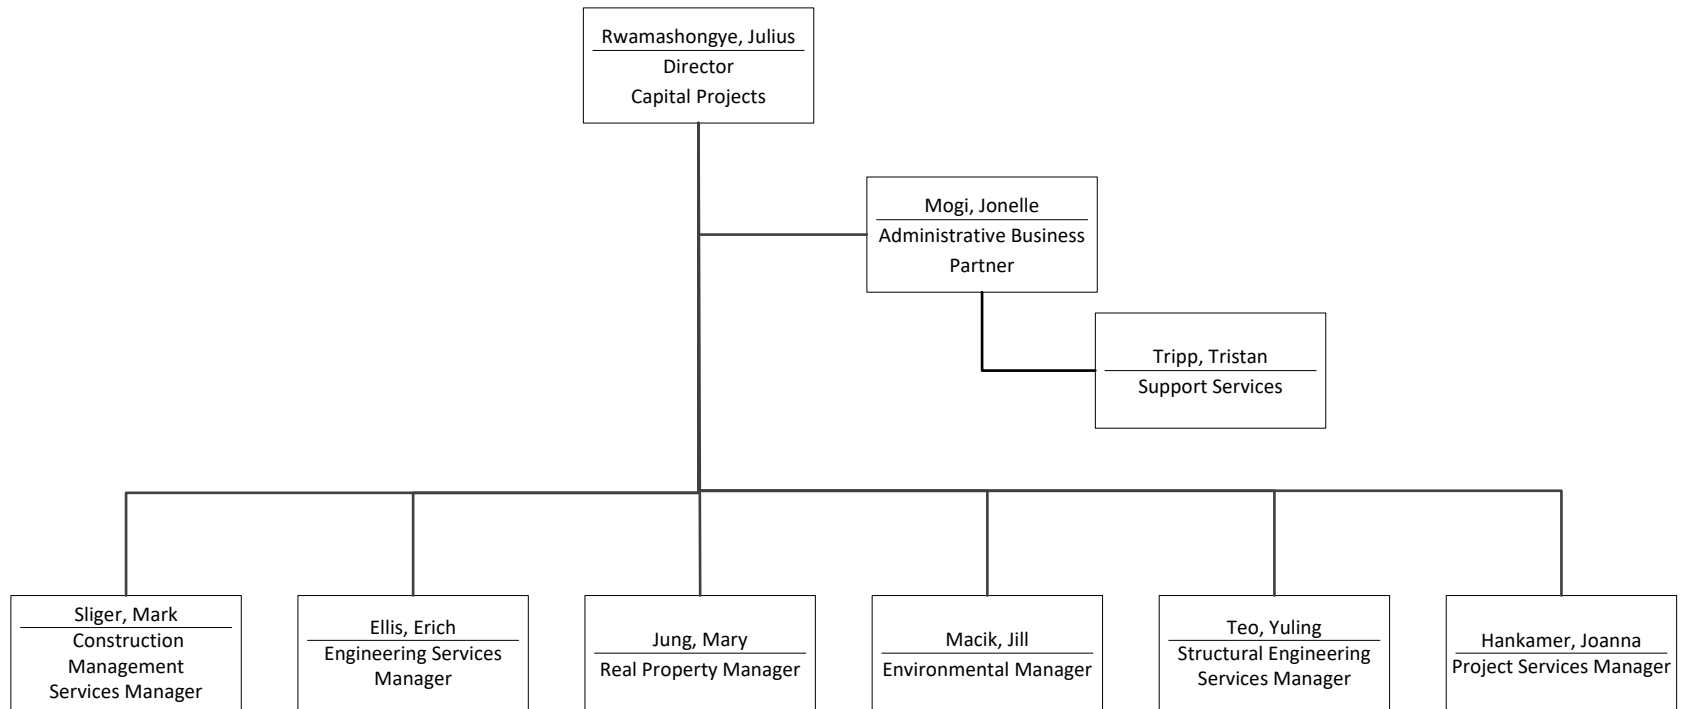 Rwamashongye, Julius
Director
Capital Projects
Mogi, Jonelle
Administrative Business
Partner
Tripp, Tristan
Support Services
Sliger, Mark
Construction
Management
Services Manager
Ellis, Erich
Engineering Services
Manager
Jung, Mary
Real Property Manager
Macik, Jill
Environmental Manager
Teo, Yuling
Structural Engineering
Services Manager
Hankamer, Joanna
Project Services Manager